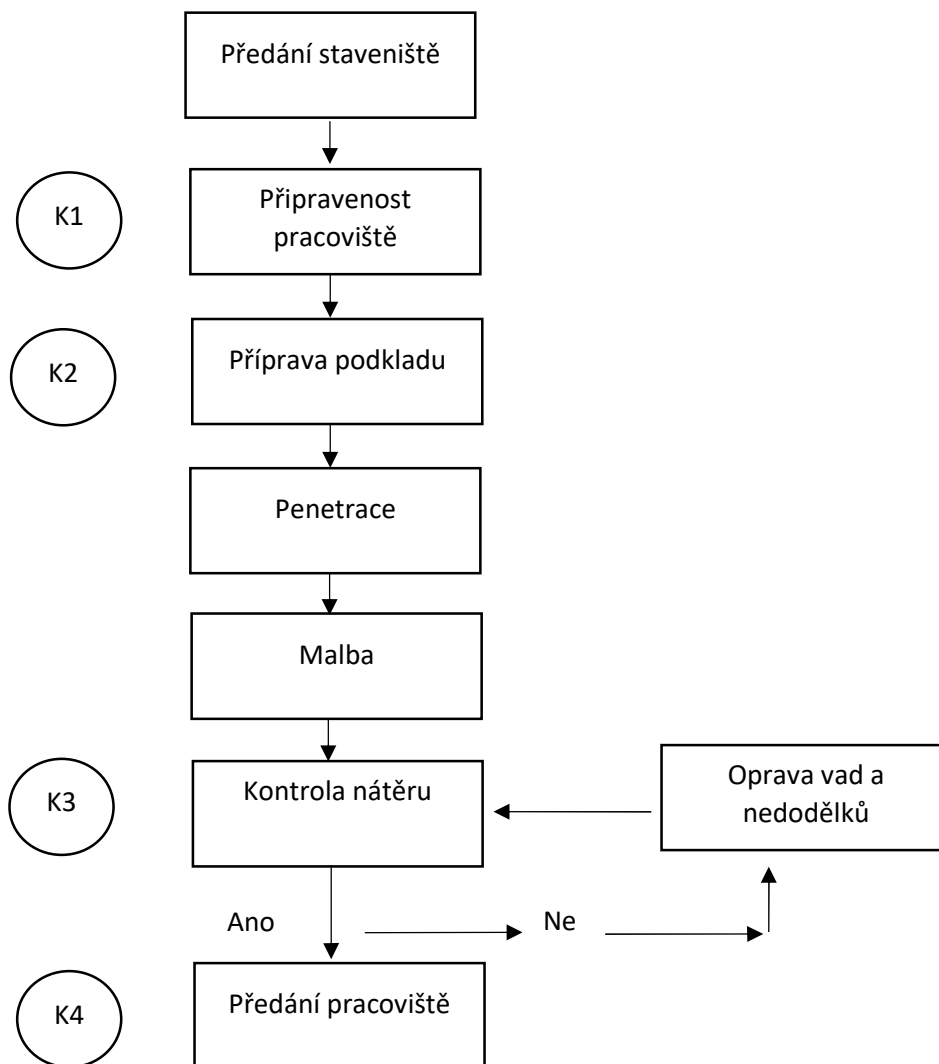 Předání staveniště
K1
Připravenost
pracoviště
K2
Příprava podkladu
Penetrace
Malba
K3
Kontrola nátěru
Oprava vad a
nedodělků
Ano
Ne
K4
Předání pracoviště